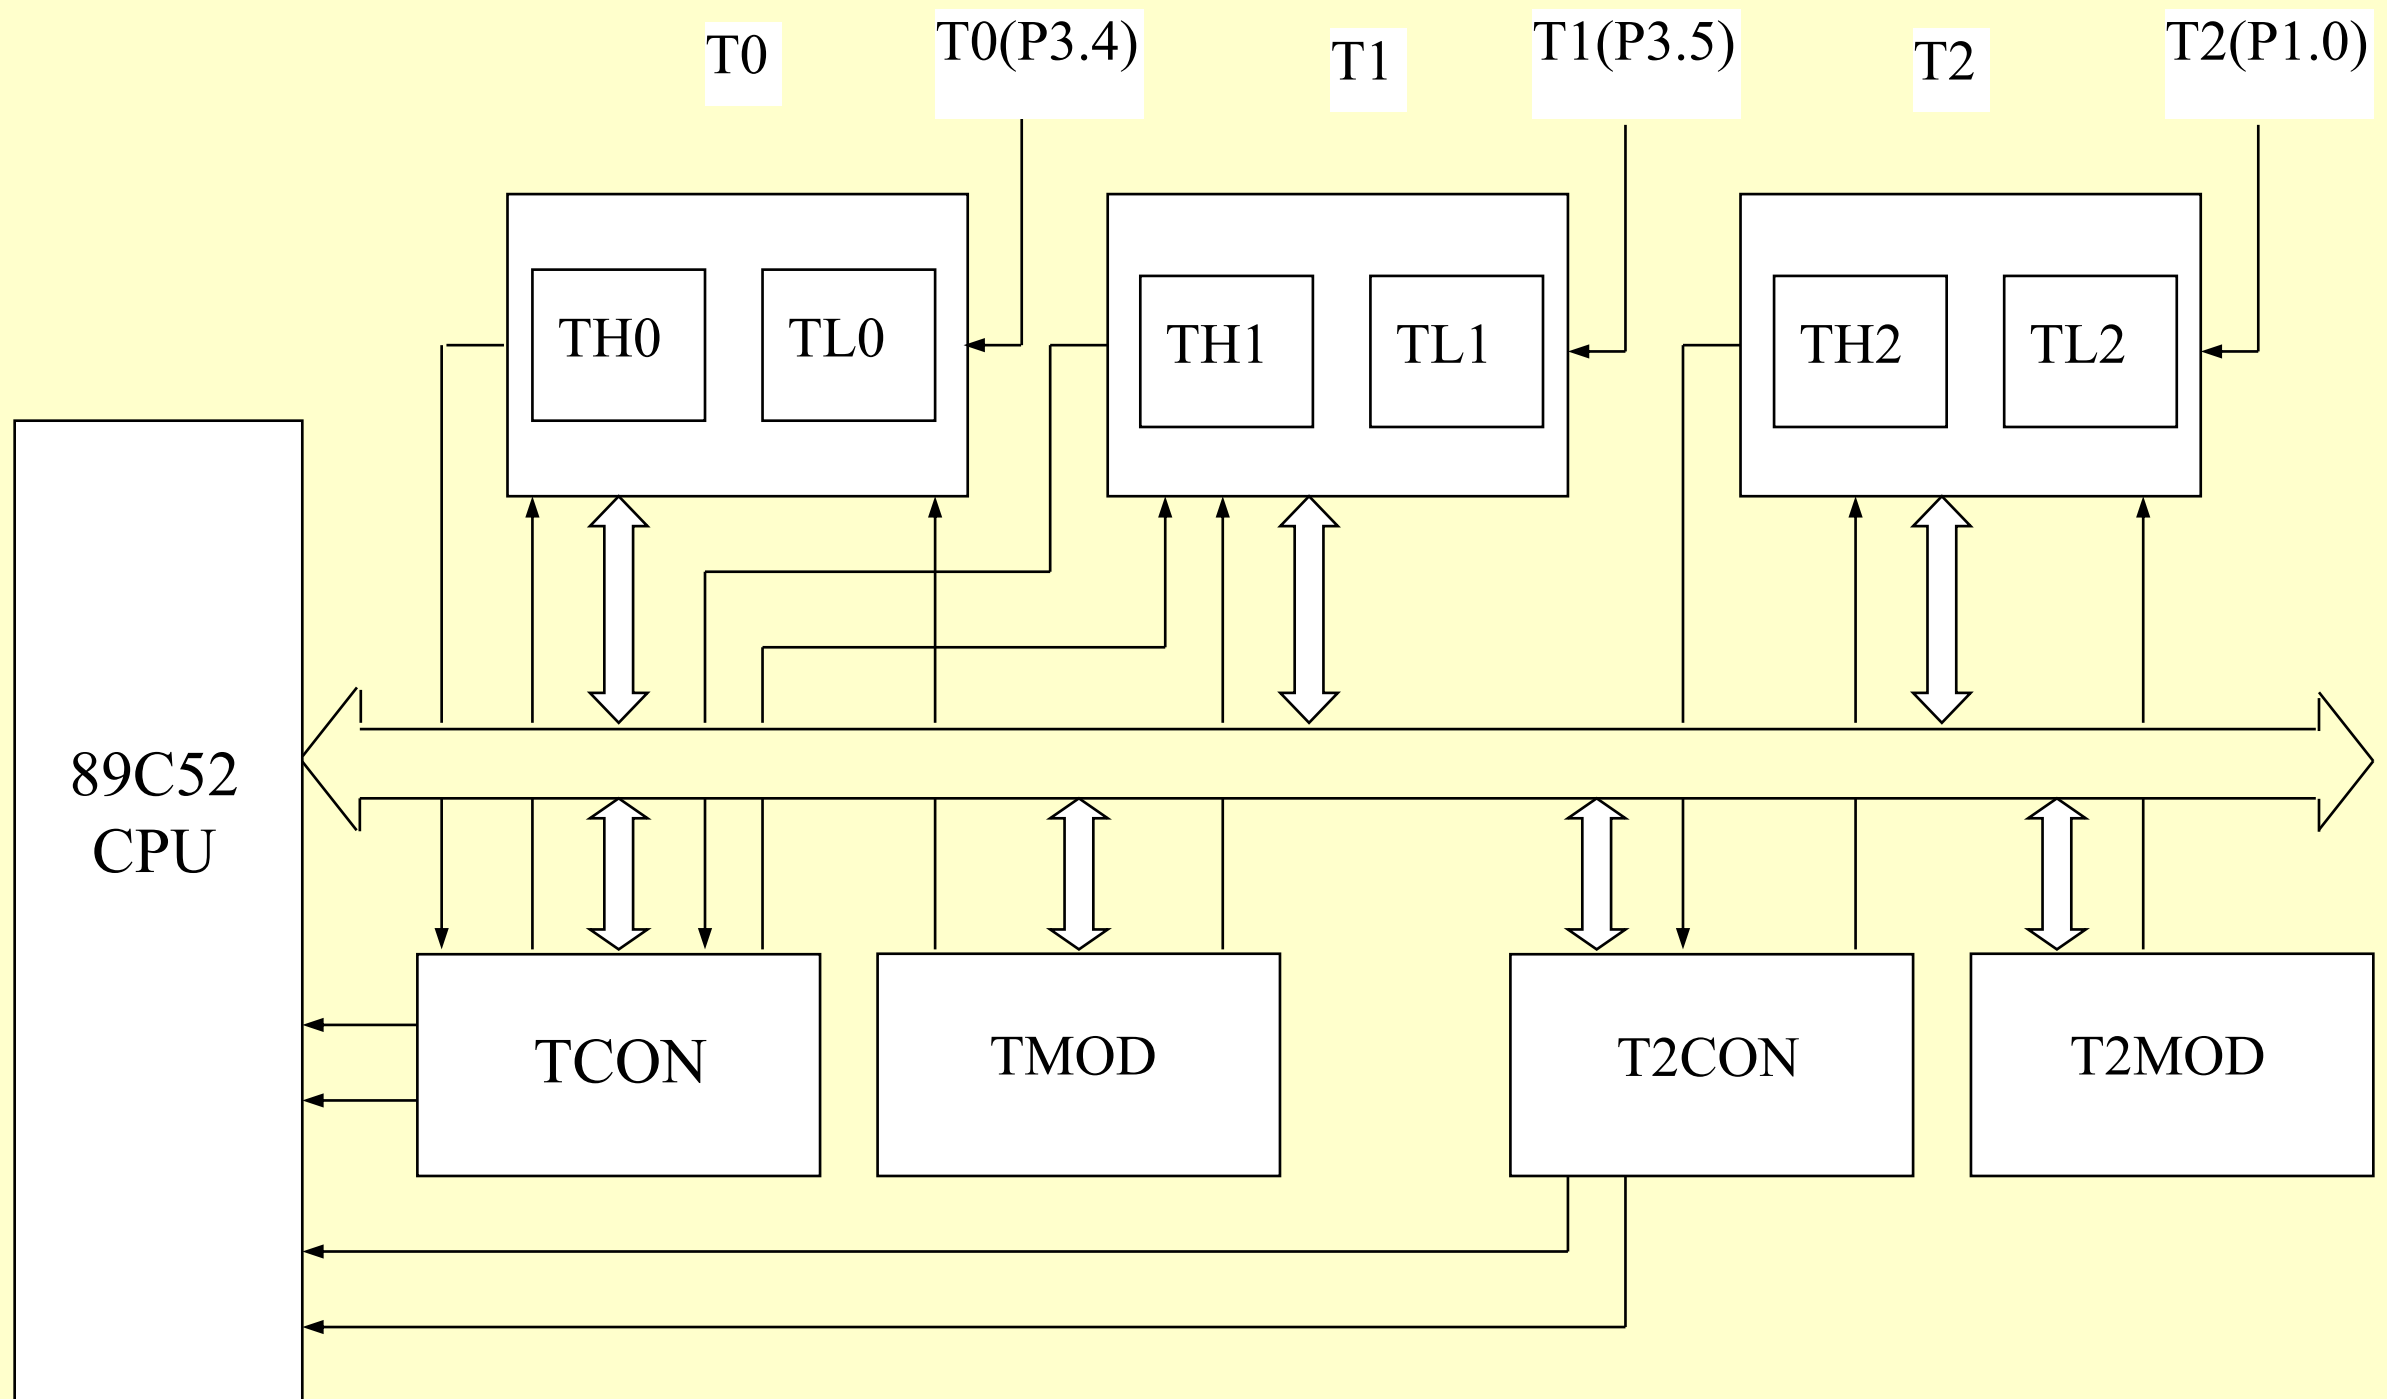 T0
T0(P3.4)
T1
T1(P3.5)
T2
T2(P1.0)
TH0
TL0
TH1
TL1
TH2
TL2
89C52
CPU
TCON
TMOD
T2CON
T2MOD